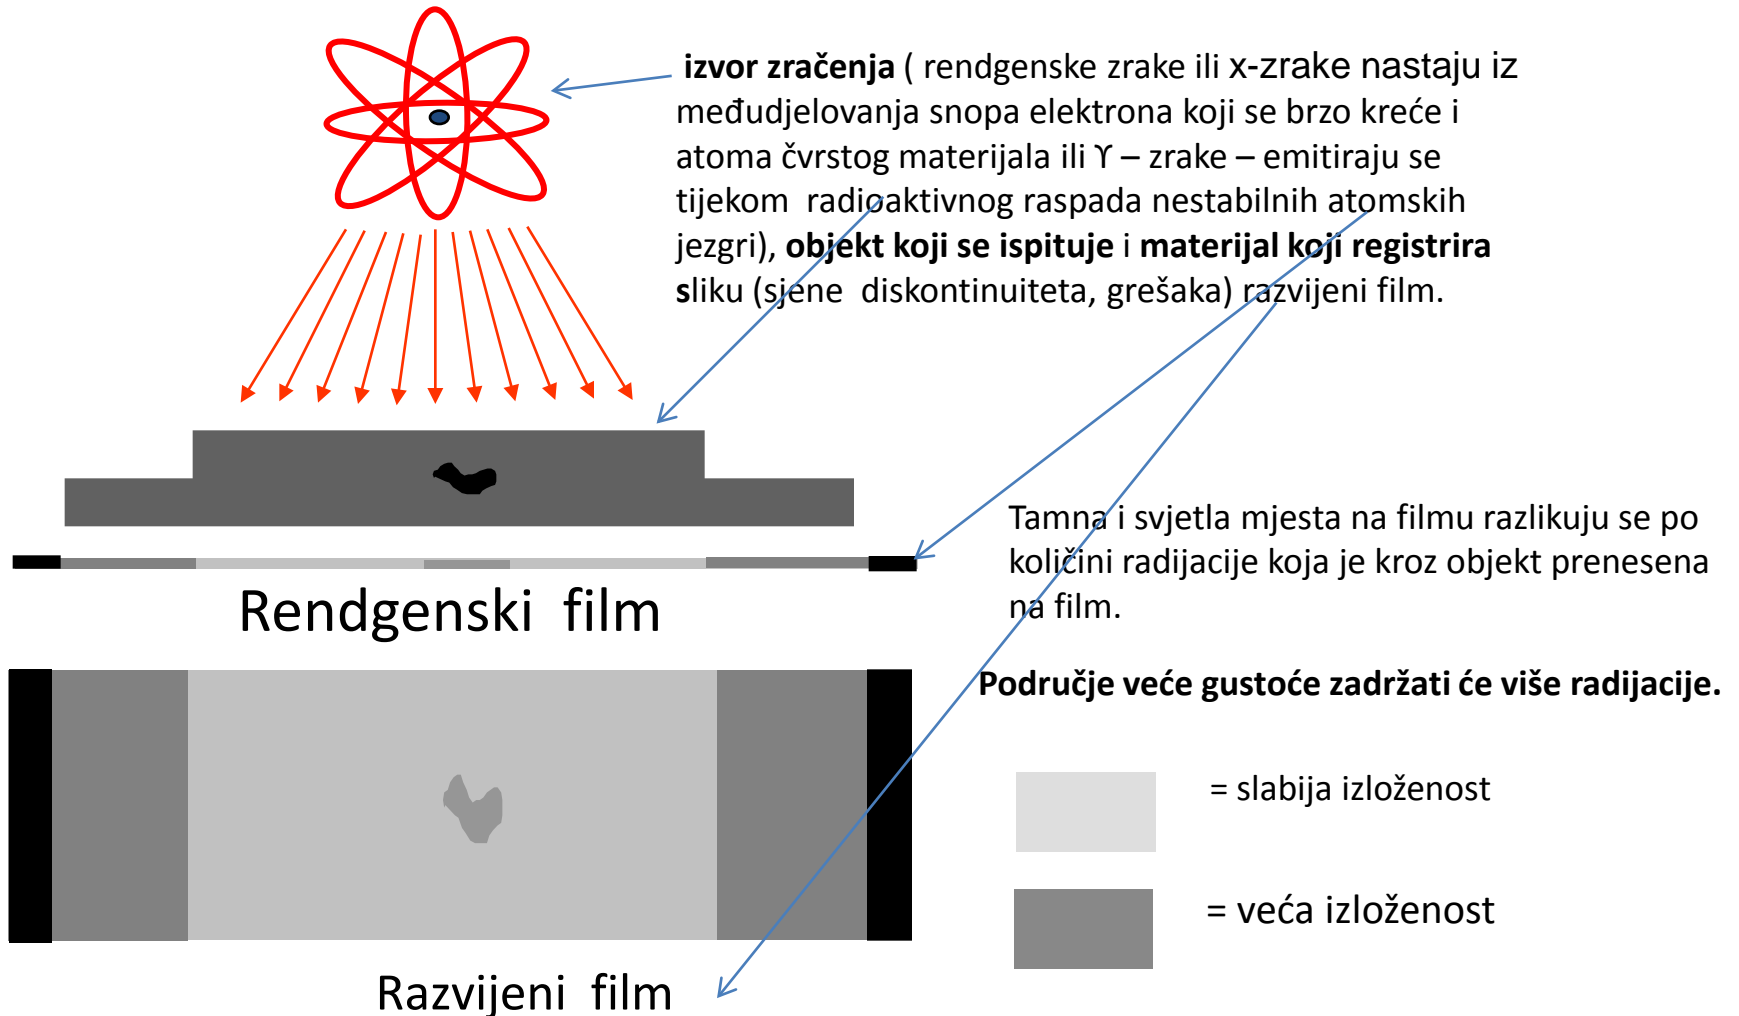 izvor zračenja ( rendgenske zrake ili x-zrake nastaju iz
međudjelovanja snopa elektrona koji se brzo kreće i
atoma čvrstog materijala ili ϒ – zrake – emitiraju se
tijekom radioaktivnog raspada nestabilnih atomskih
jezgri), objekt koji se ispituje i materijal koji registrira
sliku (sjene diskontinuiteta, grešaka) razvijeni film.
Tamna i svjetla mjesta na filmu razlikuju se po
količini radijacije koja je kroz objekt prenesena
na film.
Rendgenski film
Područje veće gustoće zadržati će više radijacije.
= slabija izloženost
= veća izloženost
Razvijeni film